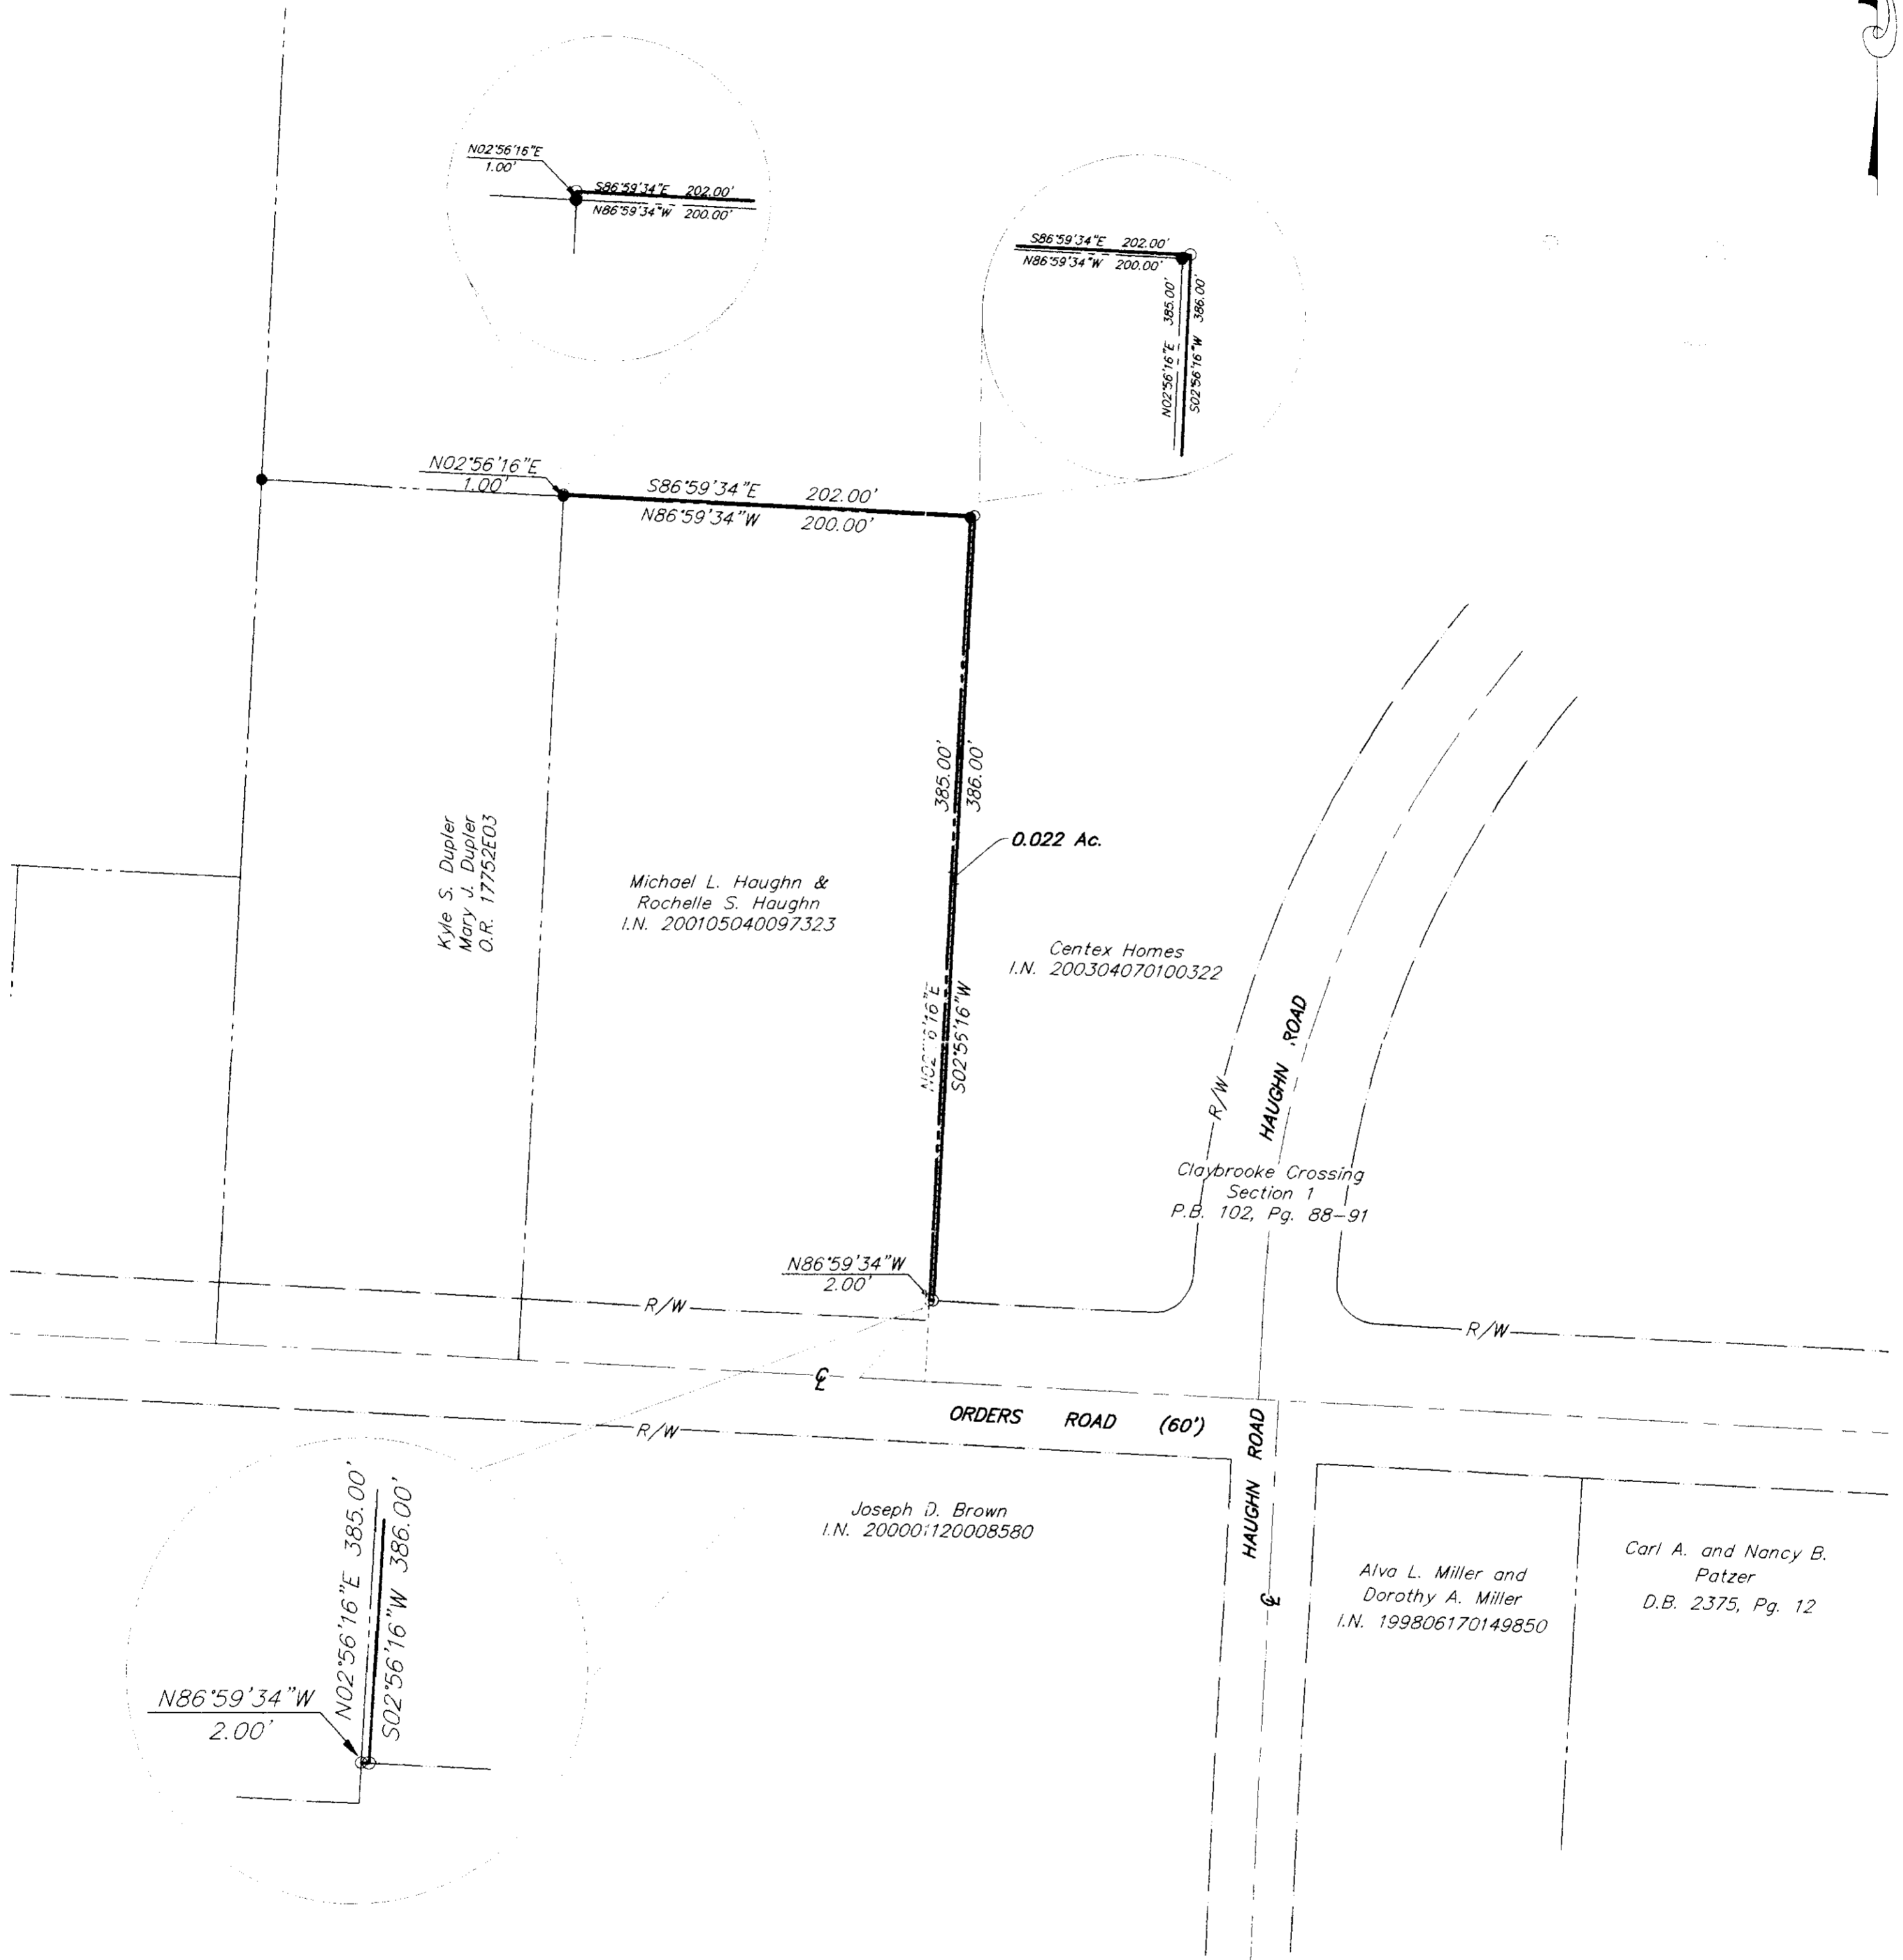 N02°56'16"E
1.00'
S86°59'34"E 202.00'
N86°59'34"W 200.00'
S86°59'34"E 202.00'
N86°59'34"W 200.00'
N02°56'16"E 385.00'
S02°56'16"W 386.00'
N02°56'16"E
1.00'
S86°59'34"E 202.00'
N86°59'34"W 200.00'
385.00'
386.00'
0.022 Ac.
Kyle S. Dupler
Mary J. Dupler
O.R. 17752E03
Michael L. Haughn &
Rochelle S. Haughn
I.N. 200105040097323
Centex Homes
I.N. 200304070100322
S02°56'16"W
HAUGHN ROAD
R/W
Claybrooke Crossing
Section 1
P.B. 102, Pg. 88-91
N86°59'34"W
2.00'
R/W
R/W
℄
ORDERS ROAD (60')
R/W
HAUGHN ROAD
℄
N02°56'16"E 385.00'
S02°56'16"W 386.00'
N86°59'34"W
2.00'
Joseph D. Brown
I.N. 200001120008580
Alva L. Miller and
Dorothy A. Miller
I.N. 199806170149850
Carl A. and Nancy B.
Patzer
D.B. 2375, Pg. 12